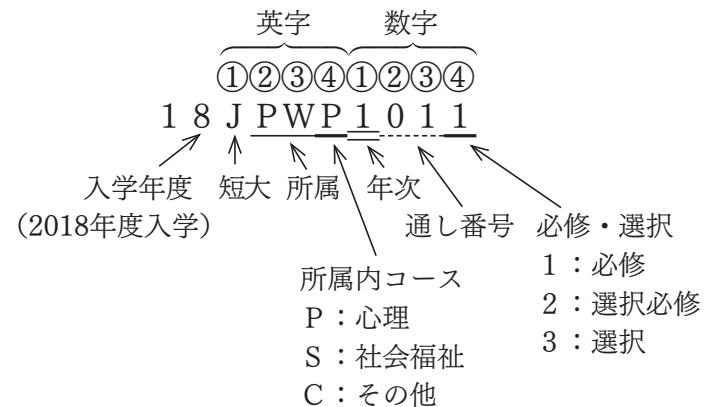 英字 数字
①②③④①②③④
18JPWP1011
入学年度 短大 所属 年次
（2018年度入学） 通し番号 必修・選択
所属内コース 1：必修
P：心理 2：選択必修
S：社会福祉 3：選択
C：その他